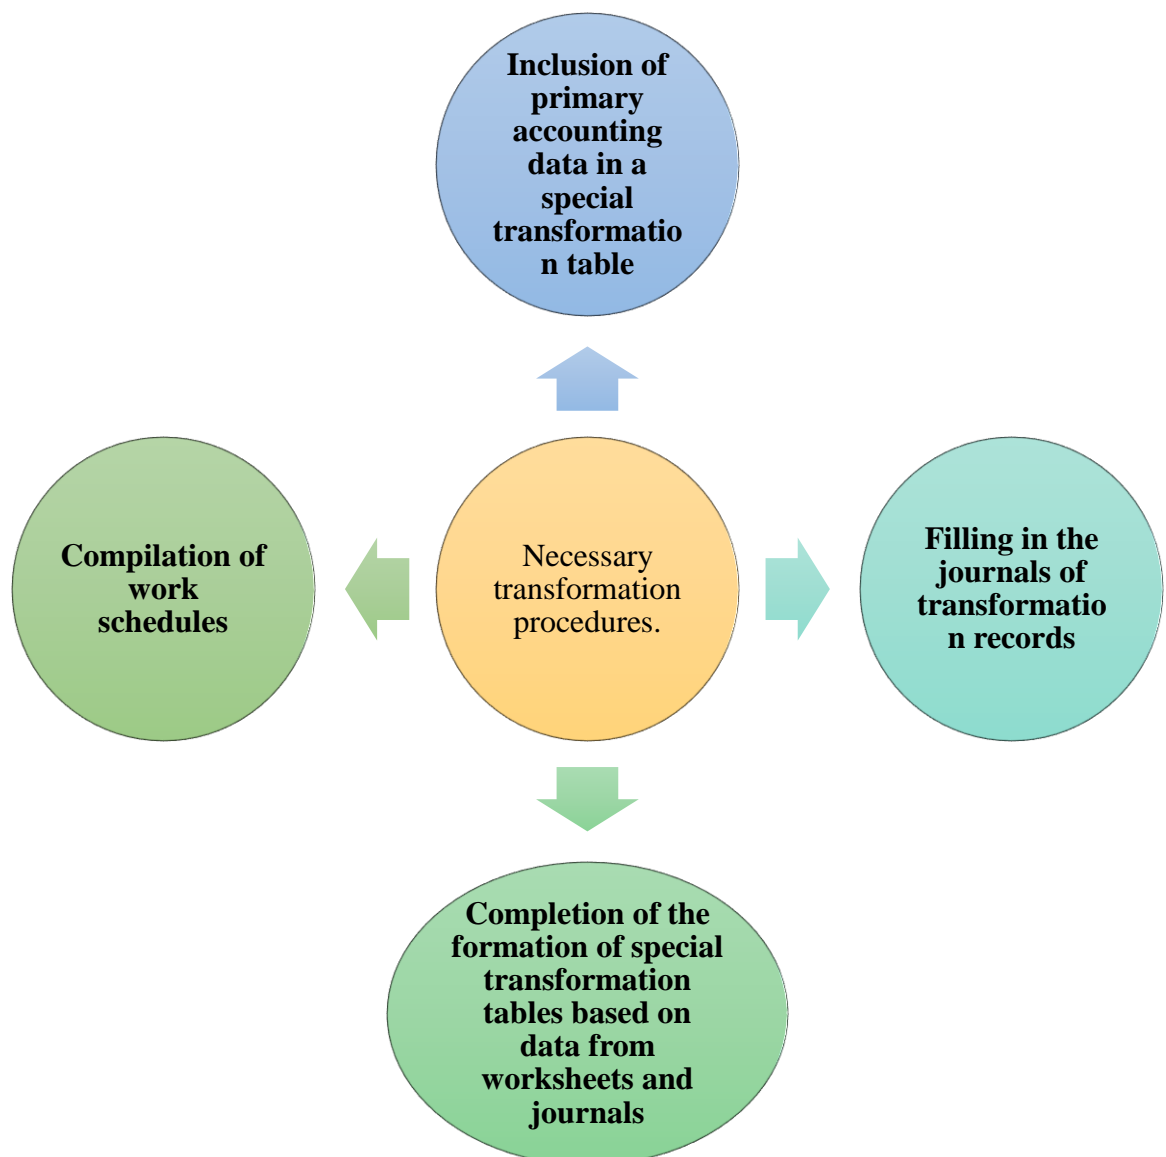 Inclusion of
primary
accounting
data in a
special
transformatio
n table
Compilation of
work
schedules
Necessary
transformation
procedures.
Filling in the
journals of
transformatio
n records
Completion of the
formation of special
transformation
tables based on
data from
worksheets and
journals